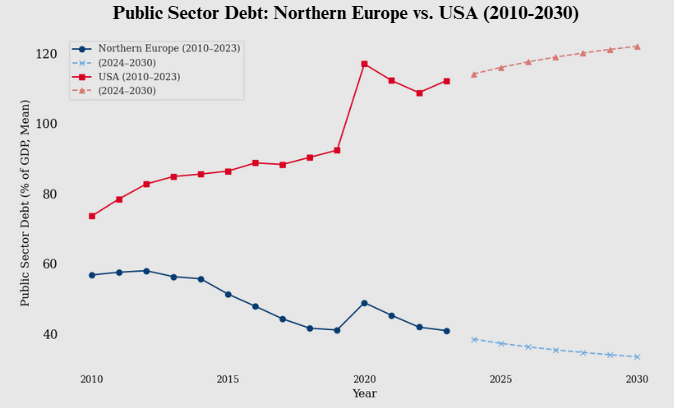 Public Sector Debt: Northern Europe vs. USA (2010-2030)
Northern Europe (2010–2023)
(2024–2030)
USA (2010–2023)
(2024–2030)
Public Sector Debt (% of GDP, Mean)
120
100
80
60
40
2010 2015 2020 2025 2030
Year